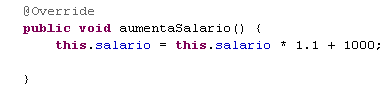 @Override
public void aumentaSalario() {
    this.salario = this.salario * 1.1 + 1000;
}